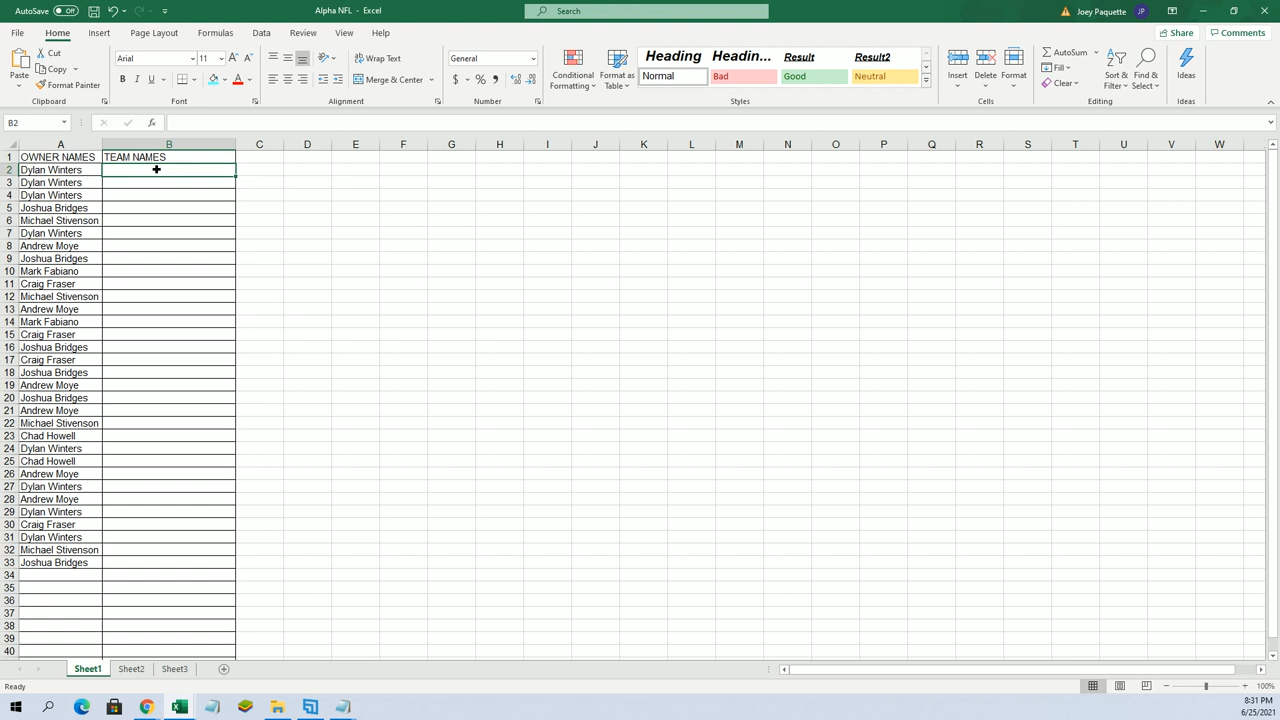 AutoSave Off
Alpha NFL - Excel
Search
Joey Paquette JP
File Home Insert Page Layout Formulas Data Review View Help
Share Comments
Paste
Cut
Copy
Format Painter
Clipboard
Arial 11
B I U
Font
Wrap Text
Merge & Center
Alignment
General
$ % 9
Number
Conditional Formatting
Format as Table
Heading Headin... Result Result2
Normal Bad Good Neutral
Styles
Insert Delete Format
Cells
AutoSum
Fill
Clear
Sort & Filter
Find & Select
Editing
Ideas
Ideas
B2 fx
A B C D E F G H I J K L M N O P Q R S T U V W
1 OWNER NAMES TEAM NAMES
2 Dylan Winters
3 Dylan Winters
4 Dylan Winters
5 Joshua Bridges
6 Michael Stivenson
7 Dylan Winters
8 Andrew Moye
9 Joshua Bridges
10 Mark Fabiano
11 Craig Fraser
12 Michael Stivenson
13 Andrew Moye
14 Mark Fabiano
15 Craig Fraser
16 Joshua Bridges
17 Craig Fraser
18 Joshua Bridges
19 Andrew Moye
20 Joshua Bridges
21 Andrew Moye
22 Michael Stivenson
23 Chad Howell
24 Dylan Winters
25 Chad Howell
26 Andrew Moye
27 Dylan Winters
28 Andrew Moye
29 Dylan Winters
30 Craig Fraser
31 Dylan Winters
32 Michael Stivenson
33 Joshua Bridges
34
35
36
37
38
39
40
Sheet1 Sheet2 Sheet3
Ready
100%
8:31 PM
6/25/2021